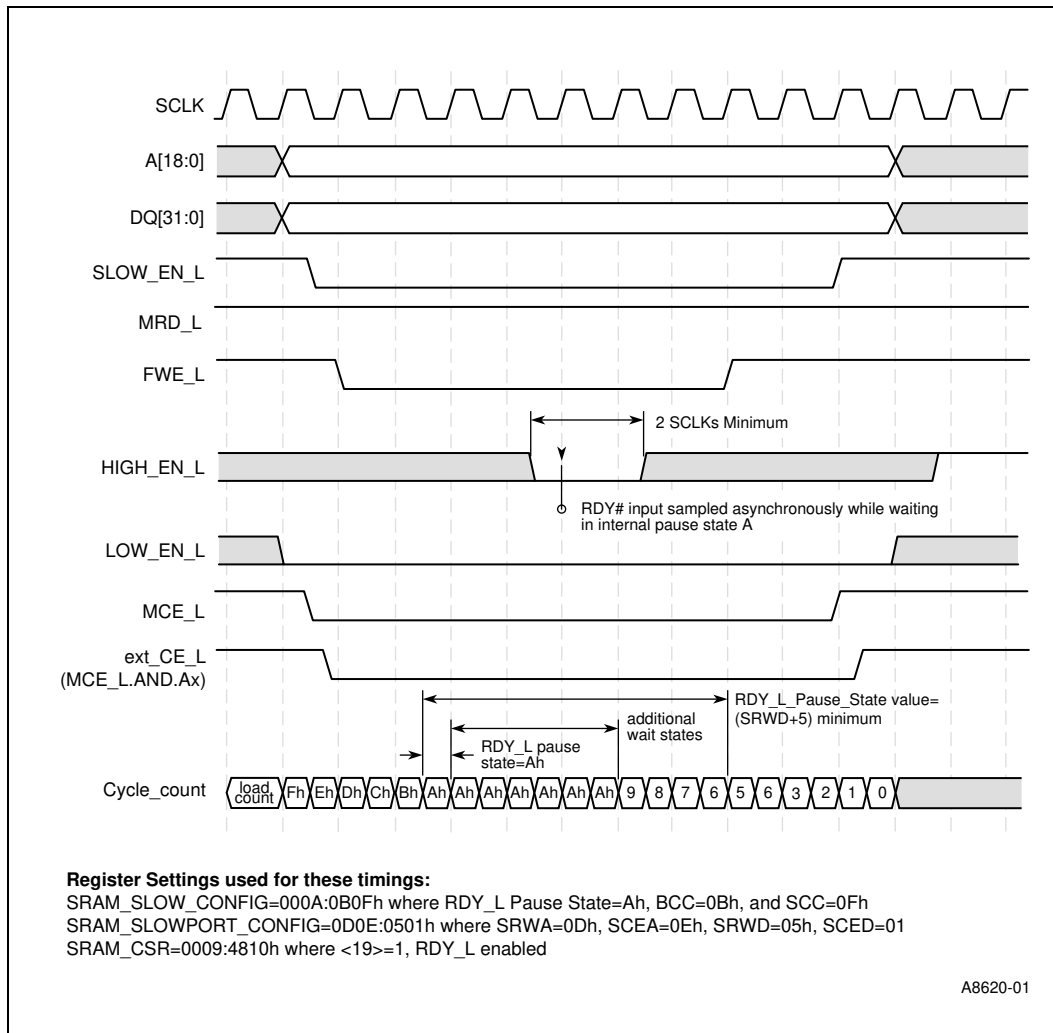 SCLK
A[18:0]
DQ[31:0]
SLOW_EN_L
MRD_L
FWE_L
2 SCLKs Minimum
HIGH_EN_L
RDY# input sampled asynchronously while waiting
in internal pause state A
LOW_EN_L
MCE_L
ext_CE_L
(MCE_L.AND.Ax)
RDY_L_Pause_State value=
(SRWD+5) minimum
additional
wait states
RDY_L pause
state=Ah
Cycle_count
load_
count
Fh Eh Dh Ch Bh Ah Ah Ah Ah Ah Ah Ah 9 8 7 6 5 6 3 2 1 0
Register Settings used for these timings:
SRAM_SLOW_CONFIG=000A:0B0Fh where RDY_L Pause State=Ah, BCC=0Bh, and SCC=0Fh
SRAM_SLOWPORT_CONFIG=0D0E:0501h where SRWA=0Dh, SCEA=0Eh, SRWD=05h, SCED=01
SRAM_CSR=0009:4810h where <19>=1, RDY_L enabled
A8620-01